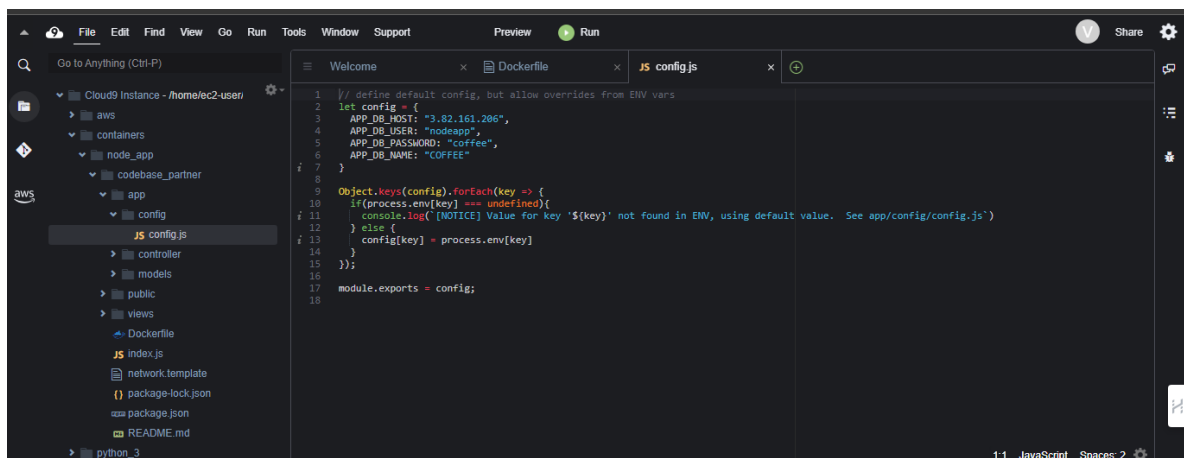 File Edit Find View Go Run Tools Window Support Preview Run V Share
Go to Anything (Ctrl-P)
Welcome
Dockerfile
JS config.js
Cloud9 Instance - /home/ec2-user/
aws
containers
node_app
codebase_partner
app
config
JS config.js
controller
models
public
views
Dockerfile
JS index.js
network.template
{} package-lock.json
package.json
README.md
python_3
aws
1 // define default config, but allow overrides from ENV vars
2 let config = {
3 APP_DB_HOST: "3.82.161.206",
4 APP_DB_USER: "nodeapp",
5 APP_DB_PASSWORD: "coffee",
6 APP_DB_NAME: "COFFEE"
i 7 }
8
9 Object.keys(config).forEach(key => {
10 if(process.env[key] === undefined){
i 11 console.log(`[NOTICE] Value for key '${key}' not found in ENV, using default value.  See app/config/config.js`)
12 } else {
i 13 config[key] = process.env[key]
14 }
15 });
16
17 module.exports = config;
18
1:1 JavaScript Spaces: 2